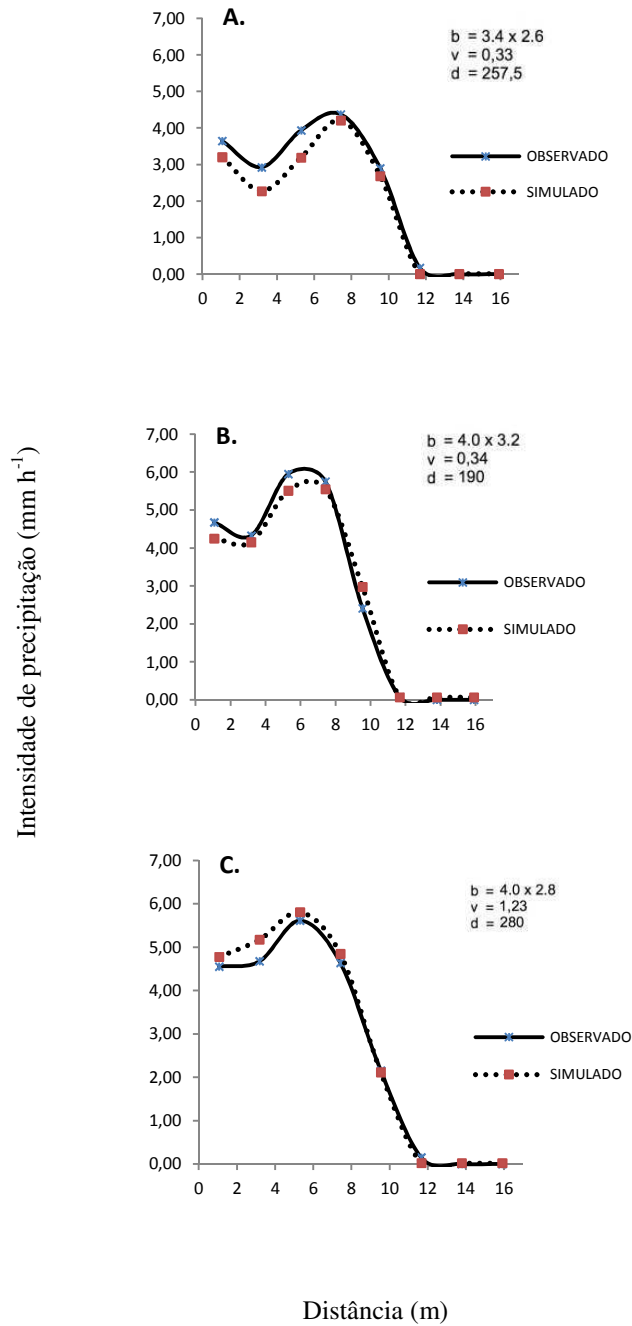 Intensidade de precipitação (mm h⁻¹)
A.
b = 3.4 x 2.6
v = 0,33
d = 257,5
7,00
6,00
5,00
4,00
3,00
2,00
1,00
0,00
0 2 4 6 8 10 12 14 16
OBSERVADO
SIMULADO
B.
b = 4.0 x 3.2
v = 0,34
d = 190
7,00
6,00
5,00
4,00
3,00
2,00
1,00
0,00
0 2 4 6 8 10 12 14 16
OBSERVADO
SIMULADO
C.
b = 4.0 x 2.8
v = 1,23
d = 280
7,00
6,00
5,00
4,00
3,00
2,00
1,00
0,00
0 2 4 6 8 10 12 14 16
OBSERVADO
SIMULADO
Distância (m)